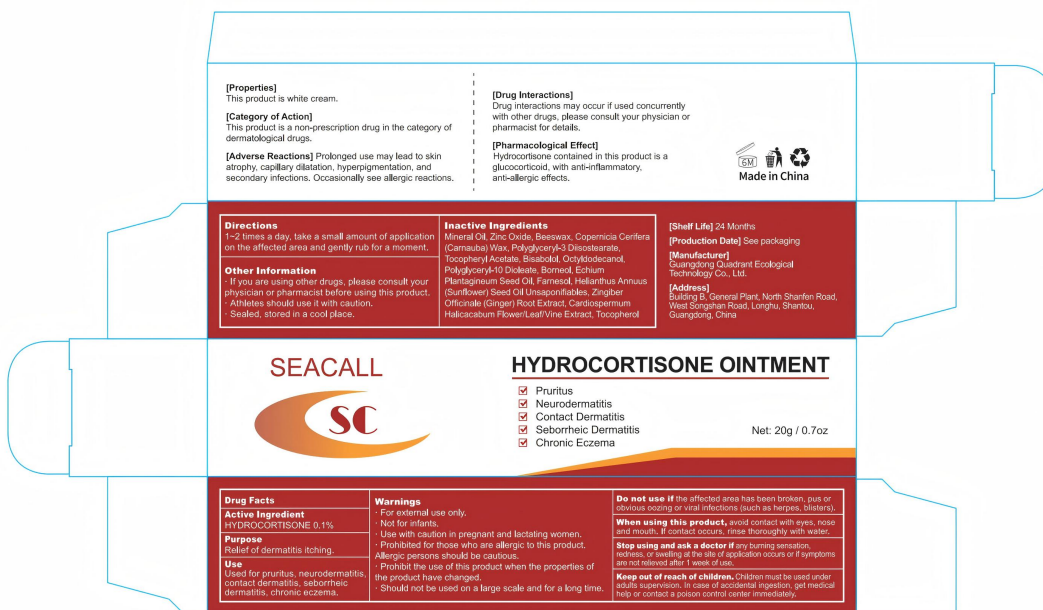 [Properties]
This product is white cream.
[Category of Action]
This product is a non-prescription drug in the category of
dermatological drugs.
[Adverse Reactions] Prolonged use may lead to skin
atrophy, capillary dilatation, hyperpigmentation, and
secondary infections. Occasionally see allergic reactions.
[Drug Interactions]
Drug interactions may occur if used concurrently
with other drugs, please consult your physician or
pharmacist for details.
[Pharmacological Effect]
Hydrocortisone contained in this product is a
glucocorticoid, with anti-inflammatory,
anti-allergic effects.
6M
Made in China
Directions
1~2 times a day, take a small amount of application
on the affected area and gently rub for a moment.
Other Information
· If you are using other drugs, please consult your
physician or pharmacist before using this product.
· Athletes should use it with caution.
· Sealed, stored in a cool place.
Inactive Ingredients
Mineral Oil, Zinc Oxide, Beeswax, Copernicia Cerifera
(Carnauba) Wax, Polyglyceryl-3 Diisostearate,
Tocopheryl Acetate, Bisabolol, Octyldodecanol,
Polyglyceryl-10 Dioleate, Borneol, Echium
Plantagineum Seed Oil, Farnesol, Helianthus Annuus
(Sunflower) Seed Oil Unsaponifiables, Zingiber
Officinale (Ginger) Root Extract, Cardiospermum
Halicacabum Flower/Leaf/Vine Extract, Tocopherol
[Shelf Life] 24 Months
[Production Date] See packaging
[Manufacturer]
Guangdong Quadrant Ecological
Technology Co., Ltd.
[Address]
Building B, General Plant, North Shanfen Road,
West Songshan Road, Longhu, Shantou,
Guangdong, China
SEACALL
SC
HYDROCORTISONE OINTMENT
Pruritus
Neurodermatitis
Contact Dermatitis
Seborrheic Dermatitis
Chronic Eczema
Net: 20g / 0.7oz
Drug Facts
Active Ingredient
HYDROCORTISONE 0.1%
Purpose
Relief of dermatitis itching.
Use
Used for pruritus, neurodermatitis,
contact dermatitis, seborrheic
dermatitis, chronic eczema.
Warnings
· For external use only,
· Not for infants.
· Use with caution in pregnant and lactating women.
· Prohibited for those who are allergic to this product.
Allergic persons should be cautious.
· Prohibit the use of this product when the properties of
the product have changed.
· Should not be used on a large scale and for a long time.
Do not use if the affected area has been broken, pus or
obvious oozing or viral infections (such as herpes, blisters).
When using this product, avoid contact with eyes, nose
and mouth. If contact occurs, rinse thoroughly with water.
Stop using and ask a doctor if any burning sensation,
redness, or swelling at the site of application occurs or if symptoms
are not relieved after 1 week of use.
Keep out of reach of children. Children must be used under
adults supervision. In case of accidental ingestion, get medical
help or contact a poison control center immediately.